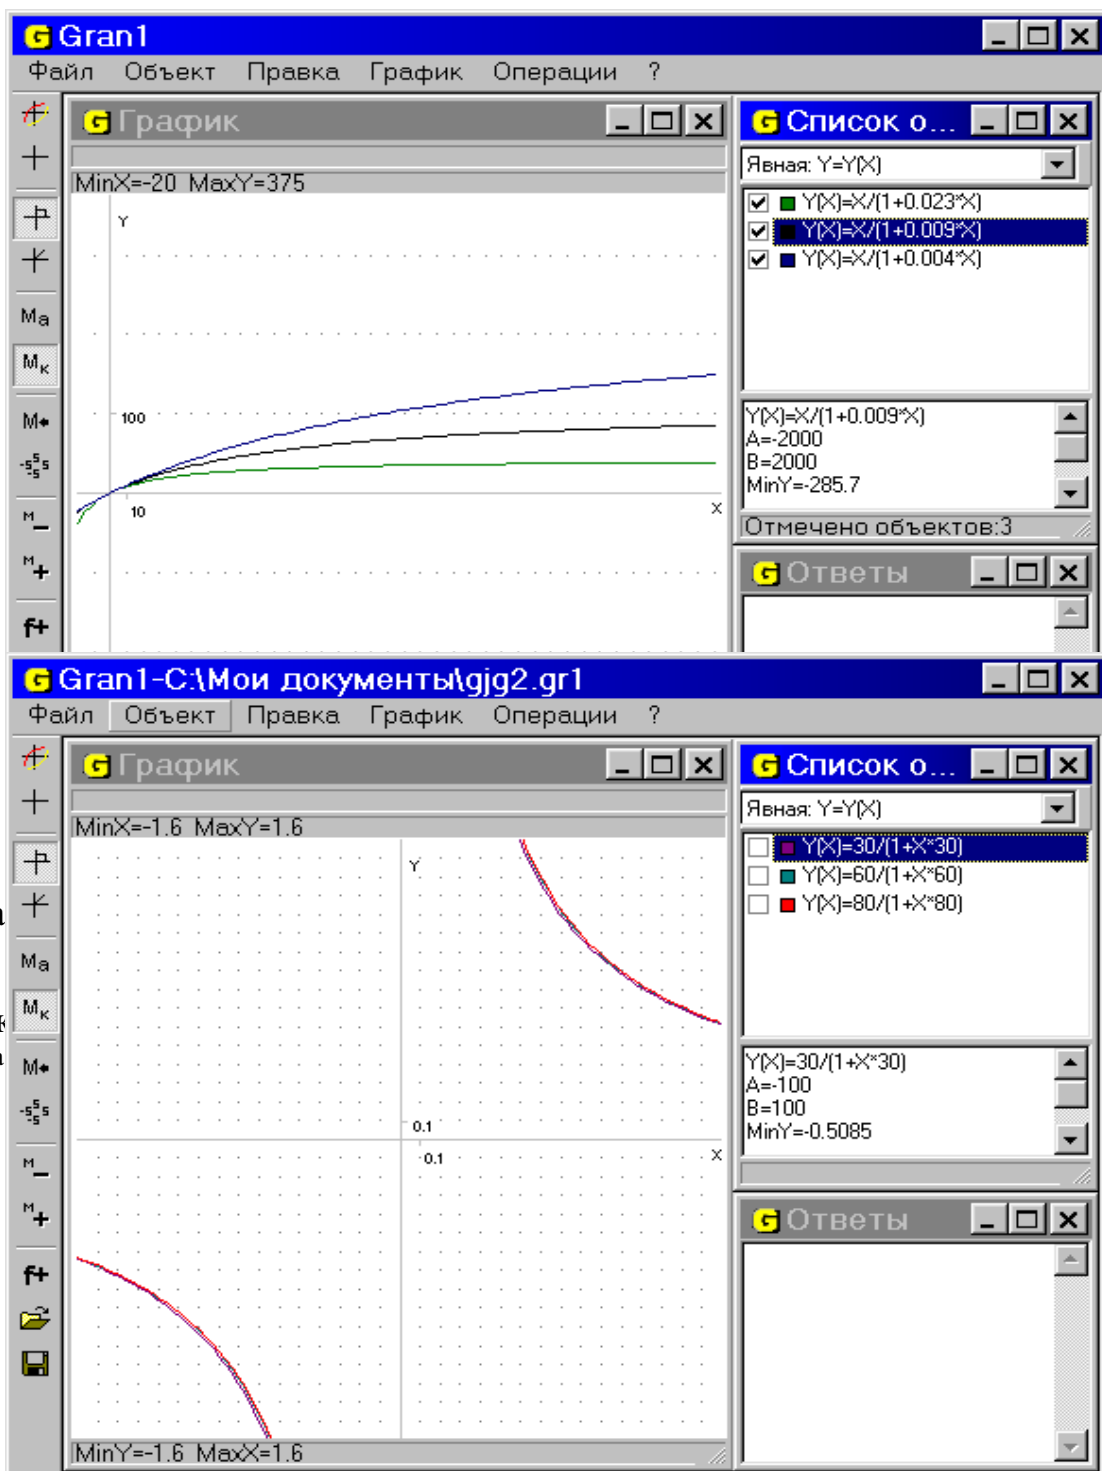 Gran1
Файл Объект Правка График Операции ?
График
MinX=-20 MaxY=375
Y
100
10
X
Список о...
Явная: Y=Y(X)
Y(X)=X/(1+0.023*X)
Y(X)=X/(1+0.009*X)
Y(X)=X/(1+0.004*X)
Y(X)=X/(1+0.009*X)
A=-2000
B=2000
MinY=-285.7
Отмечено объектов:3
Ответы
Ma
Mк
M
-s5s
M
M+
f+
Gran1-C:\Мои документы\gjg2.gr1
Файл Объект Правка График Операции ?
График
MinX=-1.6 MaxY=1.6
Y
0.1
0.1
X
MinY=-1.6 MaxX=1.6
Список о...
Явная: Y=Y(X)
Y(X)=30/(1+X*30)
Y(X)=60/(1+X*60)
Y(X)=80/(1+X*80)
Y(X)=30/(1+X*30)
A=-100
B=100
MinY=-0.5085
Ответы
а
Ma
Mк
а
M
M
M+
f+